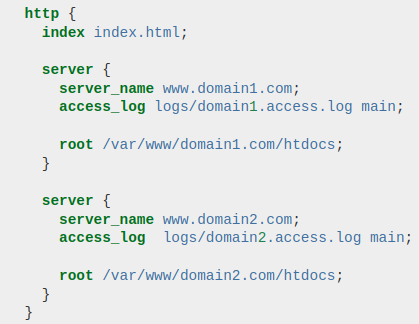 http {
  index index.html;

  server {
    server_name www.domain1.com;
    access_log logs/domain1.access.log main;

    root /var/www/domain1.com/htdocs;
  }

  server {
    server_name www.domain2.com;
    access_log  logs/domain2.access.log main;

    root /var/www/domain2.com/htdocs;
  }
}